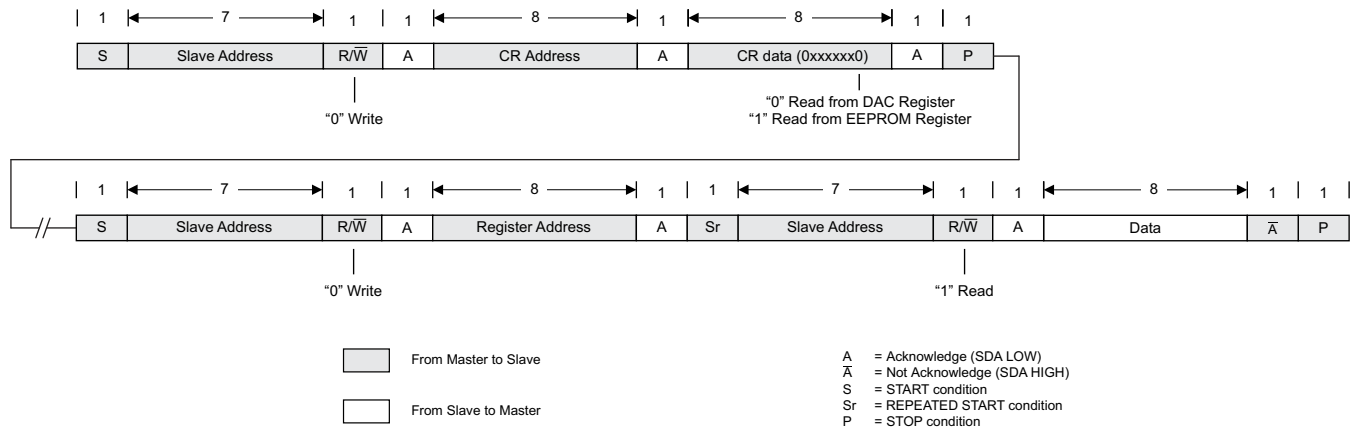 1 7 1 1 8 1 8 1 1
S Slave Address R/W̅ A CR Address A CR data (0xxxxxx0) A P
“0” Write
“0” Read from DAC Register
“1” Read from EEPROM Register
1 7 1 1 8 1 1 7 1 1 8 1 1
S Slave Address R/W̅ A Register Address A Sr Slave Address R/W̅ A Data A̅ P
“0” Write
“1” Read
From Master to Slave
From Slave to Master
A = Acknowledge (SDA LOW)
A̅ = Not Acknowledge (SDA HIGH)
S = START condition
Sr = REPEATED START condition
P = STOP condition